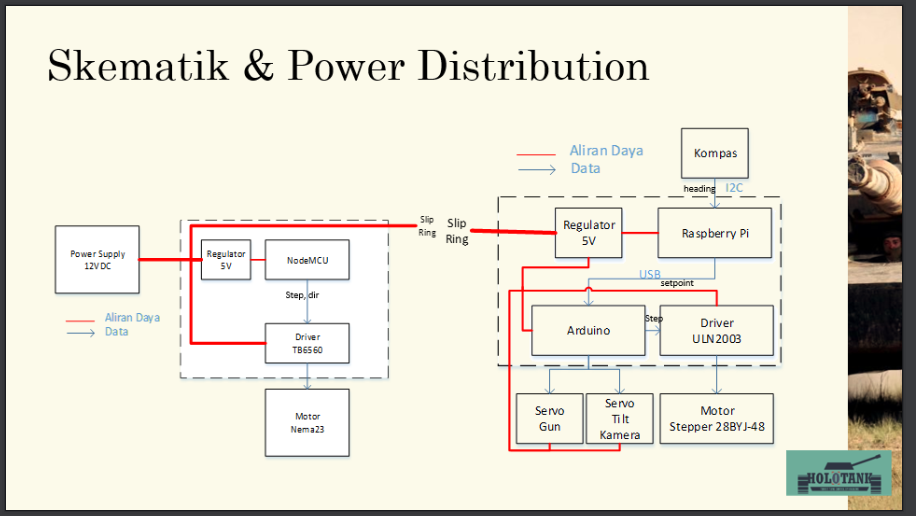 Skematik & Power Distribution
Aliran Daya
Data
Kompas
heading
I2C
Slip
Ring
Slip
Ring
Regulator
5V
Raspberry Pi
Power Supply
12VDC
Regulator
5V
NodeMCU
USB
setpoint
Step, dir
Aliran Daya
Data
Driver
TB6560
Arduino
Step
Driver
ULN2003
Motor
Nema23
Servo
Gun
Servo
Tilt
Kamera
Motor
Stepper 28BYJ-48
HOLOTANK